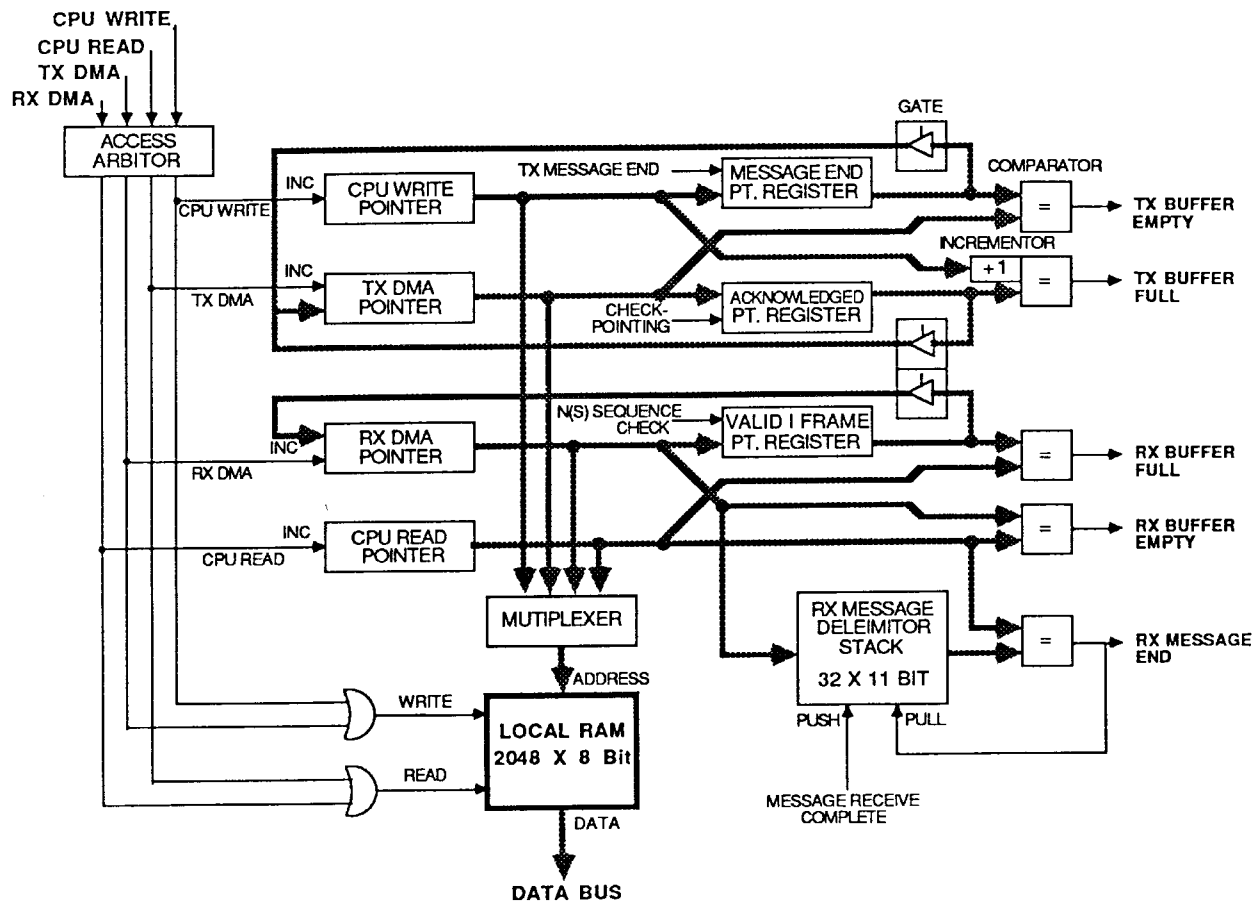 CPU WRITE
CPU READ
TX DMA
RX DMA
ACCESS
ARBITOR
GATE
TX MESSAGE END
MESSAGE END
PT. REGISTER
COMPARATOR
=
TX BUFFER
EMPTY
INC
CPU WRITE
CPU WRITE
POINTER
INCREMENTOR
+1
=
TX BUFFER
FULL
INC
TX DMA
TX DMA
POINTER
CHECK-
POINTING
ACKNOWLEDGED
PT. REGISTER
N(S) SEQUENCE
CHECK
VALID I FRAME
PT. REGISTER
INC
RX DMA
RX DMA
POINTER
=
RX BUFFER
FULL
INC
CPU READ
CPU READ
POINTER
=
RX BUFFER
EMPTY
MUTIPLEXER
RX MESSAGE
DELEIMITOR
STACK
32 X 11 BIT
=
RX MESSAGE
END
ADDRESS
PUSH
PULL
WRITE
LOCAL RAM
2048 X 8 Bit
READ
MESSAGE RECEIVE
COMPLETE
DATA
DATA BUS